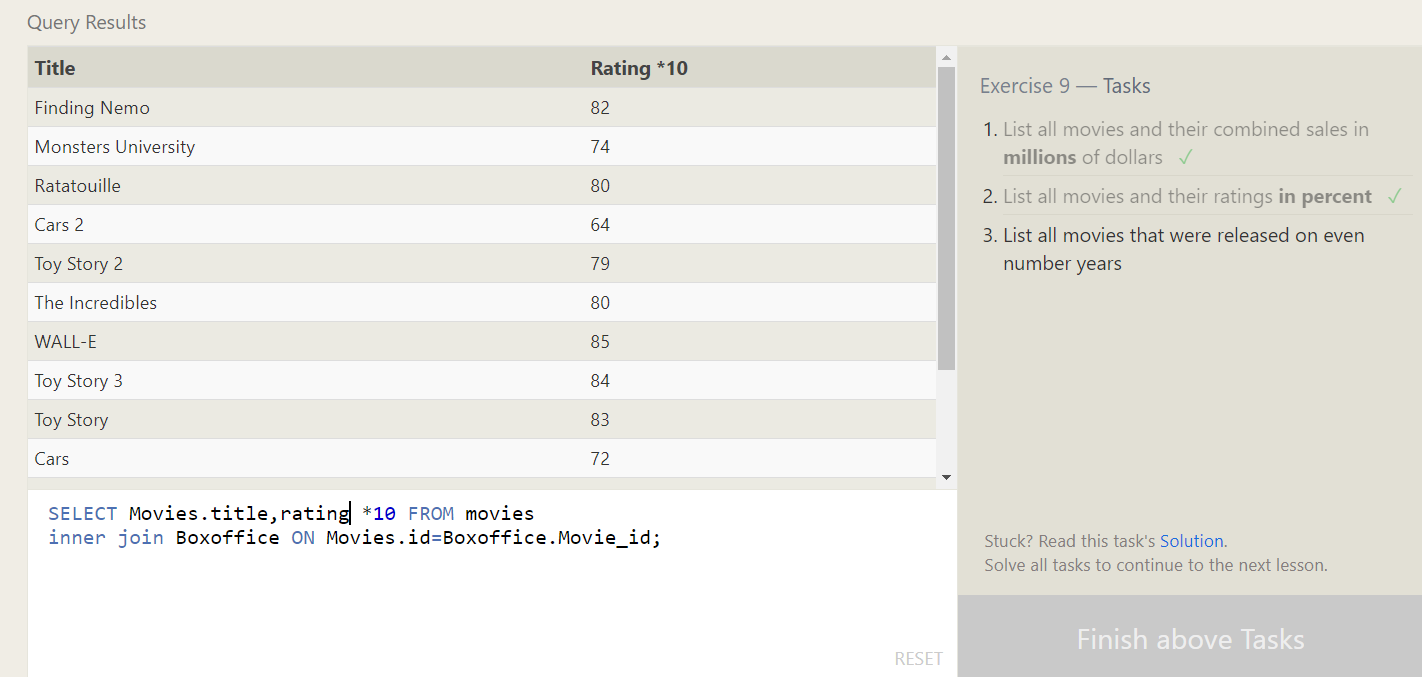 Query Results
Title Rating *10
Finding Nemo 82
Monsters University 74
Ratatouille 80
Cars 2 64
Toy Story 2 79
The Incredibles 80
WALL-E 85
Toy Story 3 84
Toy Story 83
Cars 72
SELECT Movies.title,rating *10 FROM movies
inner join Boxoffice ON Movies.id=Boxoffice.Movie_id;
RESET
Exercise 9 — Tasks
1. List all movies and their combined sales in
millions of dollars ✓
2. List all movies and their ratings in percent ✓
3. List all movies that were released on even
number years
Stuck? Read this task's Solution.
Solve all tasks to continue to the next lesson.
Finish above Tasks